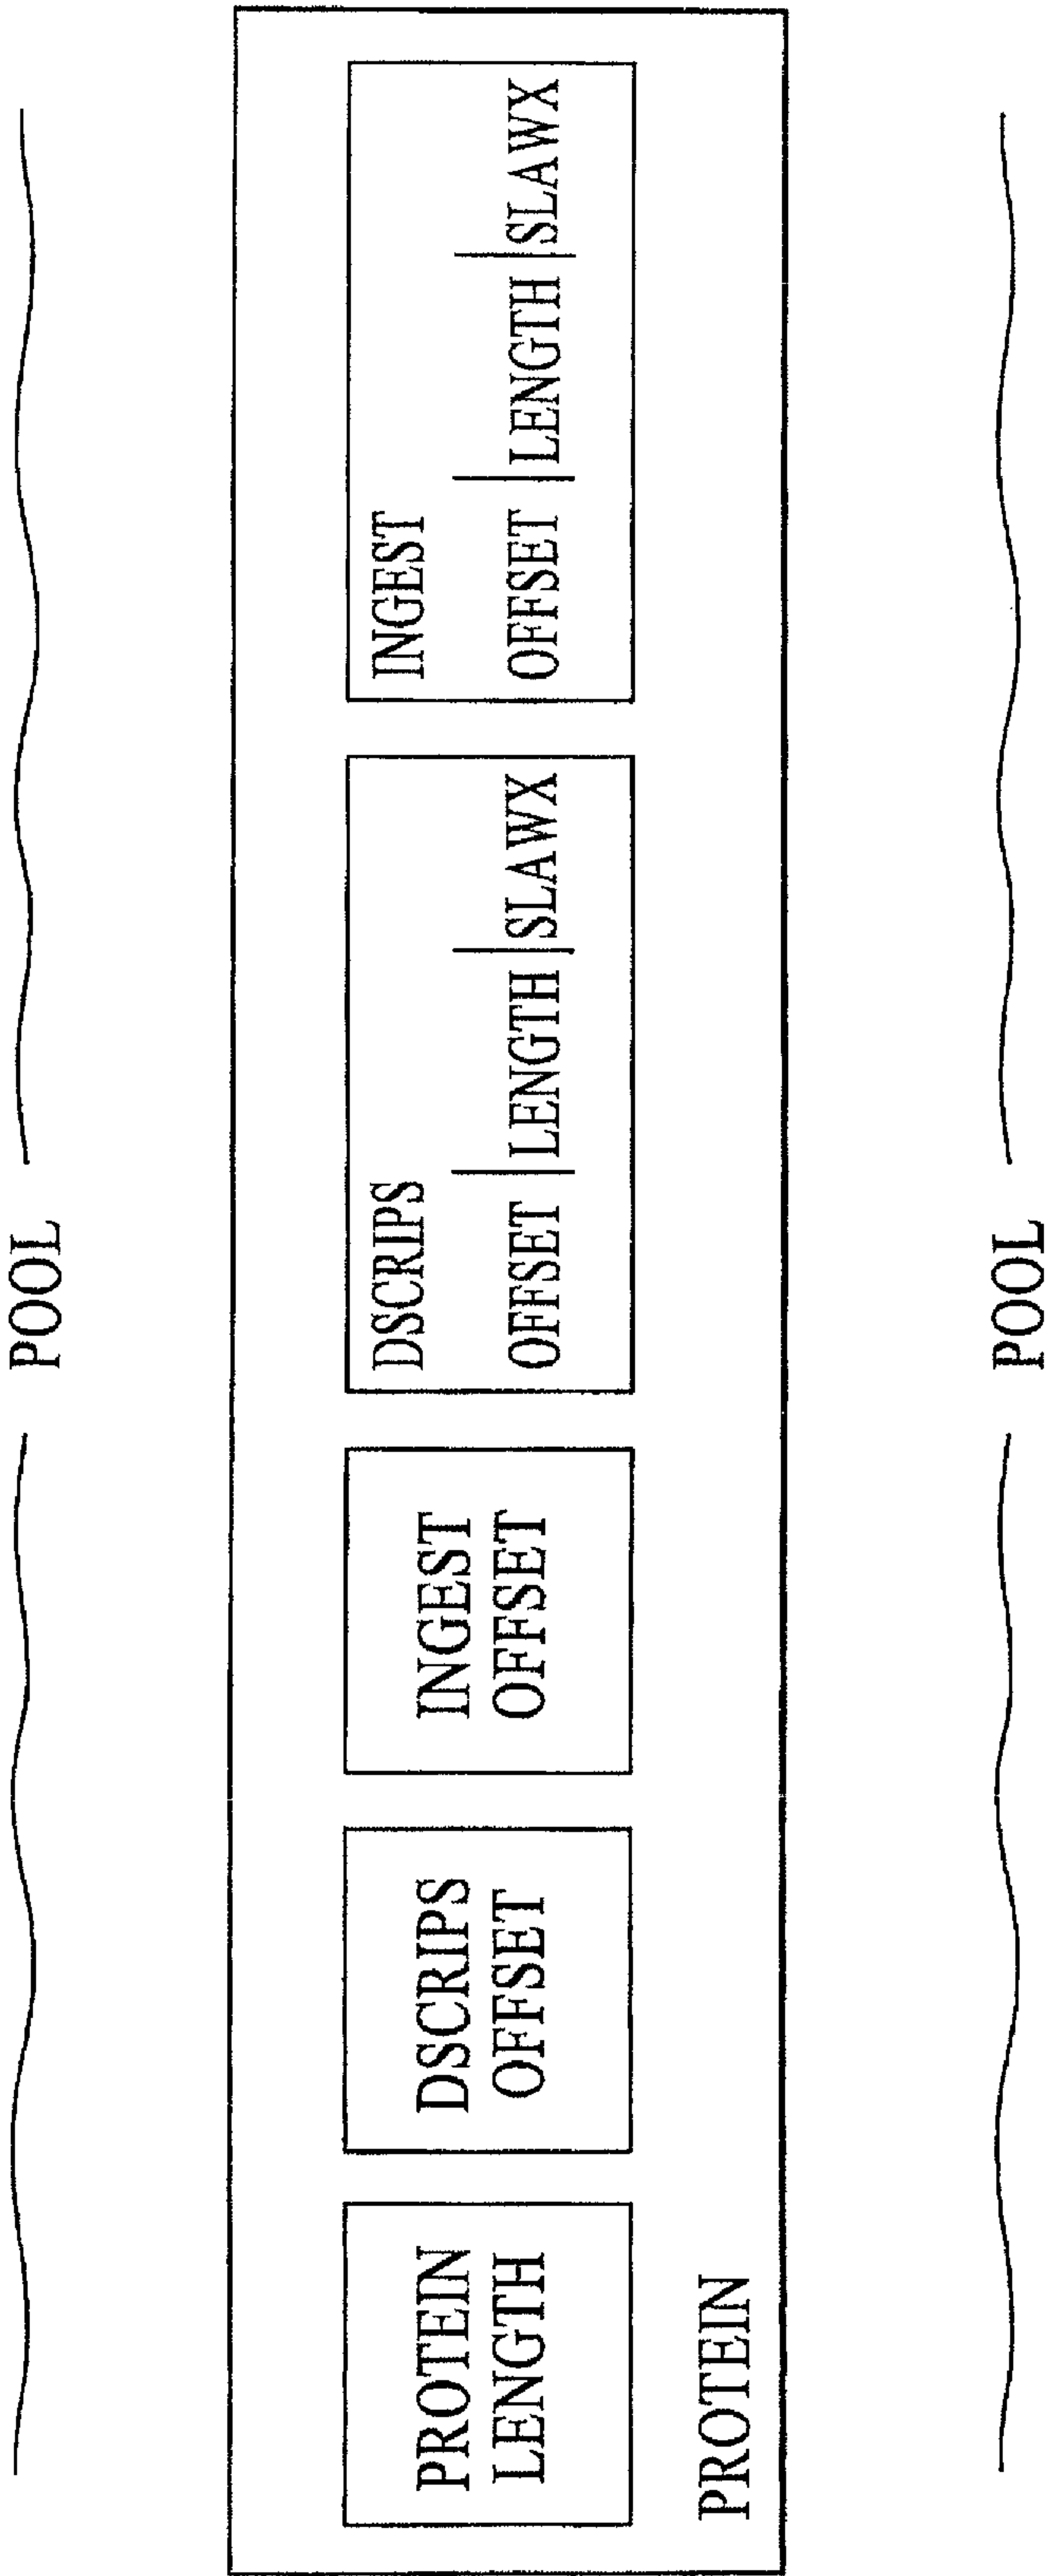 POOL
PROTEIN
LENGTH
DSCRIPS
OFFSET
INGEST
OFFSET
DSCRIPS
OFFSET LENGTH SLAWX
INGEST
OFFSET LENGTH SLAWX
PROTEIN
POOL